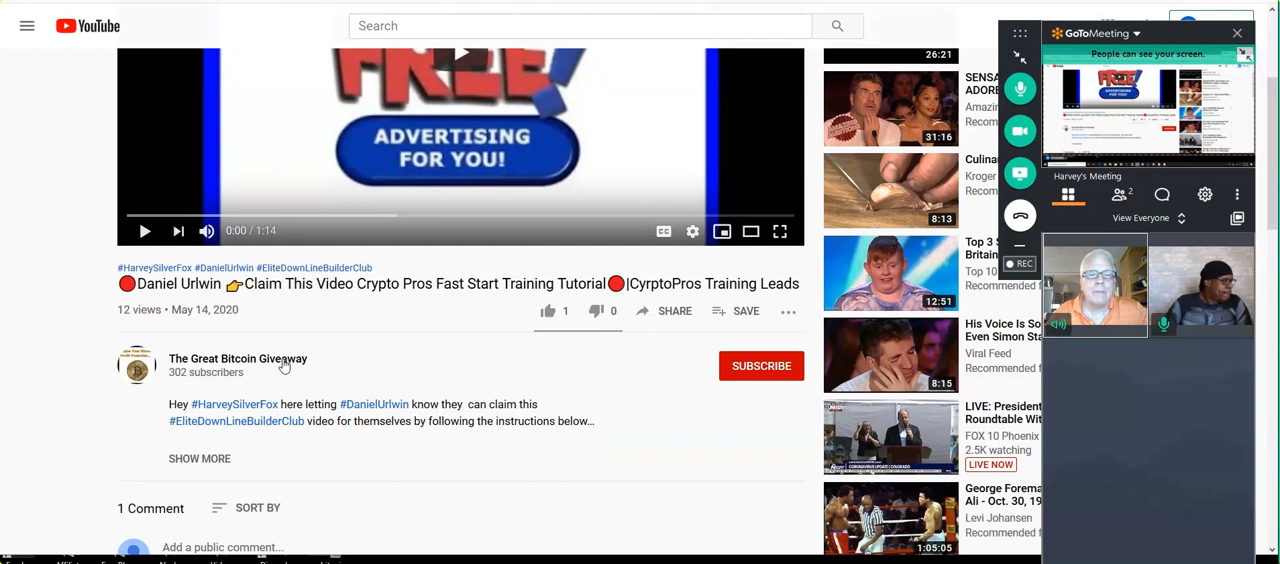 YouTube
Search
GoToMeeting
People can see your screen.
FREE!
ADVERTISING
FOR YOU!
0:00 / 1:14
CC
#HarveySilverFox #DanielUrlwin #EliteDownLineBuilderClub
🔴Daniel Urlwin 👉Claim This Video Crypto Pros Fast Start Training Tutorial🔴|CyrptoPros Training Leads
12 views • May 14, 2020
1
0
SHARE
SAVE
The Great Bitcoin Giveaway
302 subscribers
SUBSCRIBE
Hey #HarveySilverFox here letting #DanielUrlwin know they can claim this
#EliteDownLineBuilderClub video for themselves by following the instructions below...
SHOW MORE
1 Comment
SORT BY
Add a public comment...
26:21
SENSA
ADORE
Amazin
Recom
31:16
Culina
Kroger
Recom
8:13
Top 3 S
Britain
Top 10
Recommended f
12:51
His Voice Is So
Even Simon Sta
Viral Feed
Recommended f
8:15
LIVE: President
Roundtable Wit
FOX 10 Phoenix
2.5K watching
LIVE NOW
CORONAVIRUS UPDATE | COLORADO
George Forema
Ali - Oct. 30, 19
Levi Johansen
Recommended f
1:05:05
Harvey's Meeting
2
View Everyone
REC